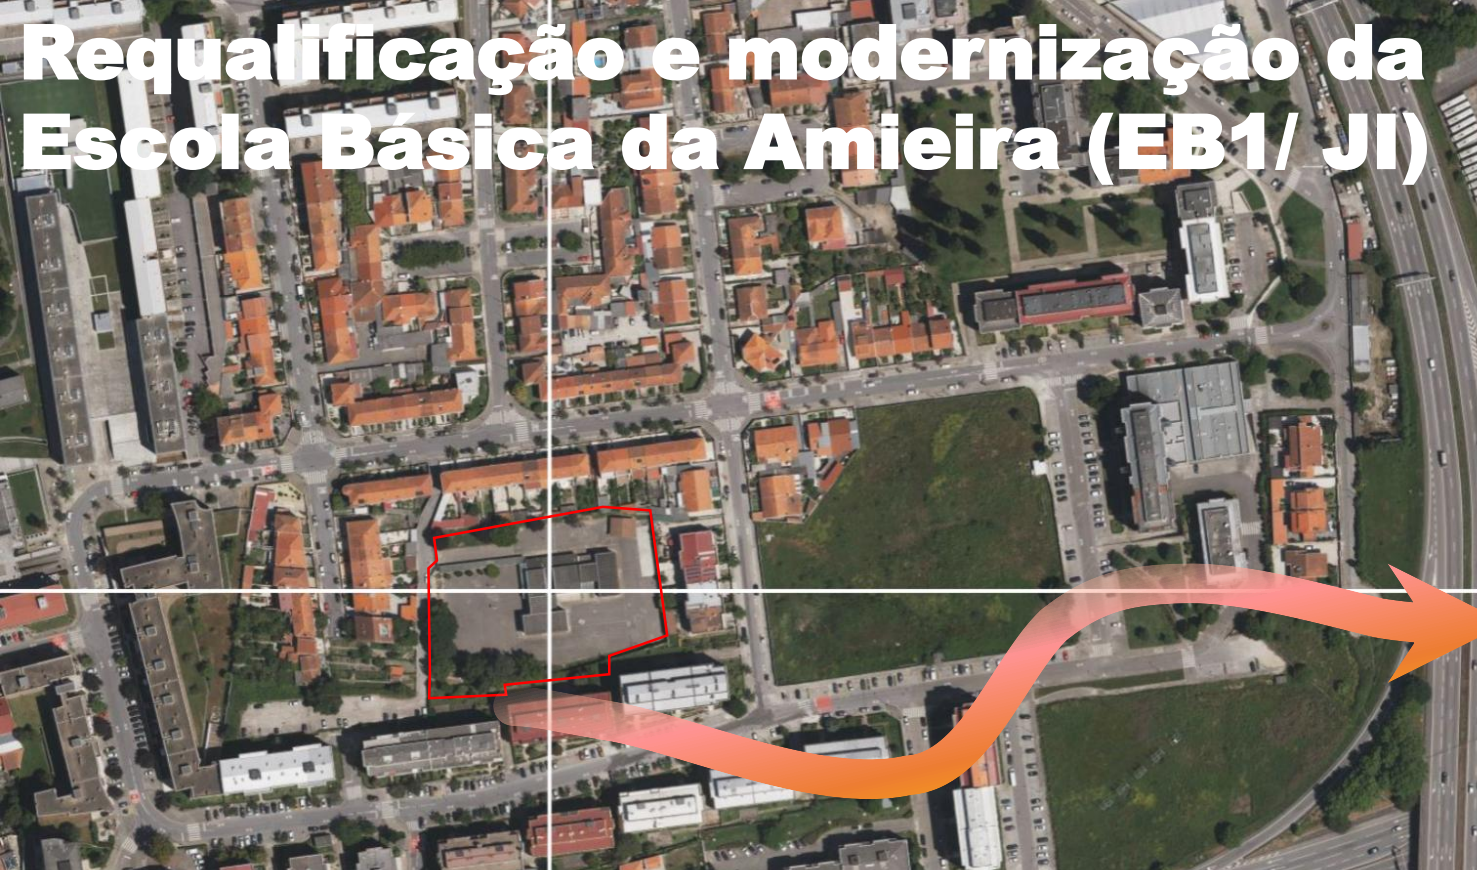 Requalificação e modernização da
Escola Básica da Amieira (EB1/ JI)